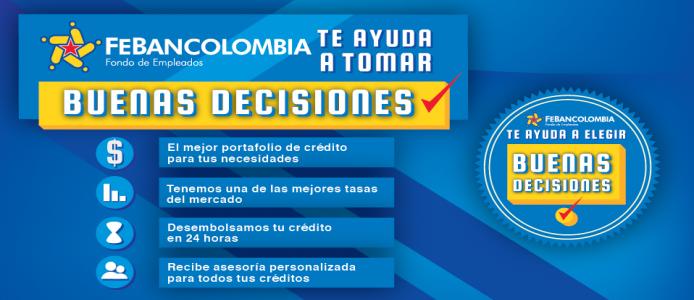 FEBANCOLOMBIA
Fondo de Empleados
TE AYUDA
A TOMAR
BUENAS DECISIONES
$
El mejor portafolio de crédito
para tus necesidades
Tenemos una de las mejores tasas
del mercado
Desembolsamos tu crédito
en 24 horas
Recibe asesoría personalizada
para todos tus créditos
FEBANCOLOMBIA
Fondo de Empleados
TE AYUDA A ELEGIR
BUENAS
DECISIONES